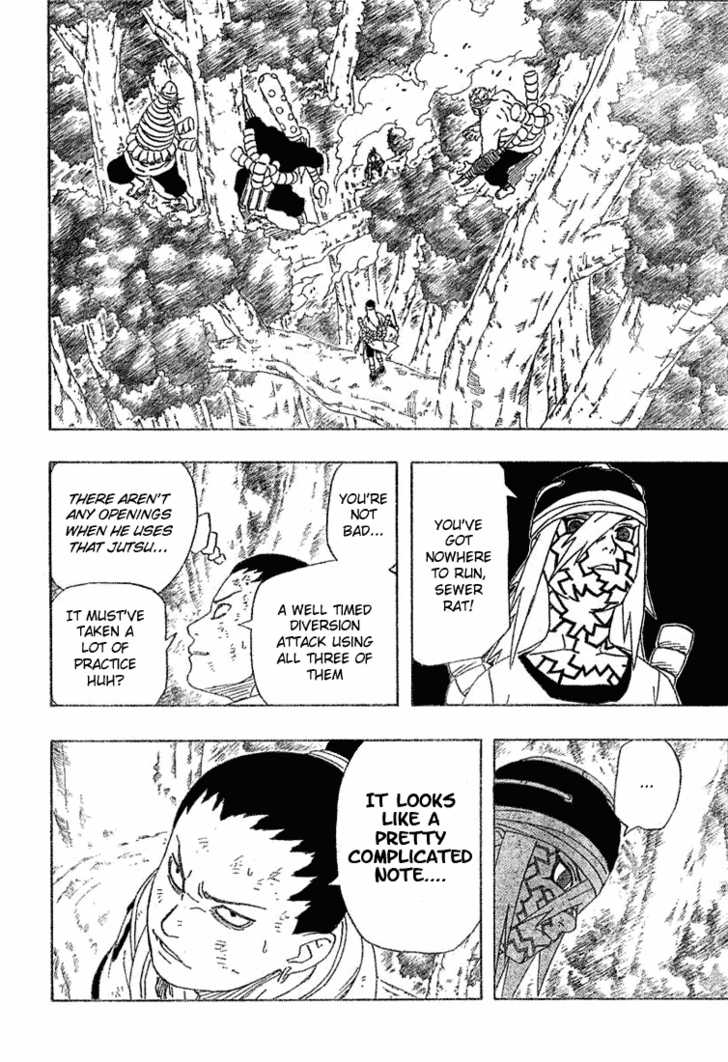 YOU'VE
GOT
NOWHERE
TO RUN,
SEWER
RAT!
YOU'RE
NOT
BAD...
A WELL TIMED
DIVERSION
ATTACK USING
ALL THREE OF
THEM
THERE AREN'T
ANY OPENINGS
WHEN HE USES
THAT JUTSU...
IT MUST'VE
TAKEN A
LOT OF
PRACTICE
HUH?
...
IT LOOKS
LIKE A
PRETTY
COMPLICATED
NOTE....